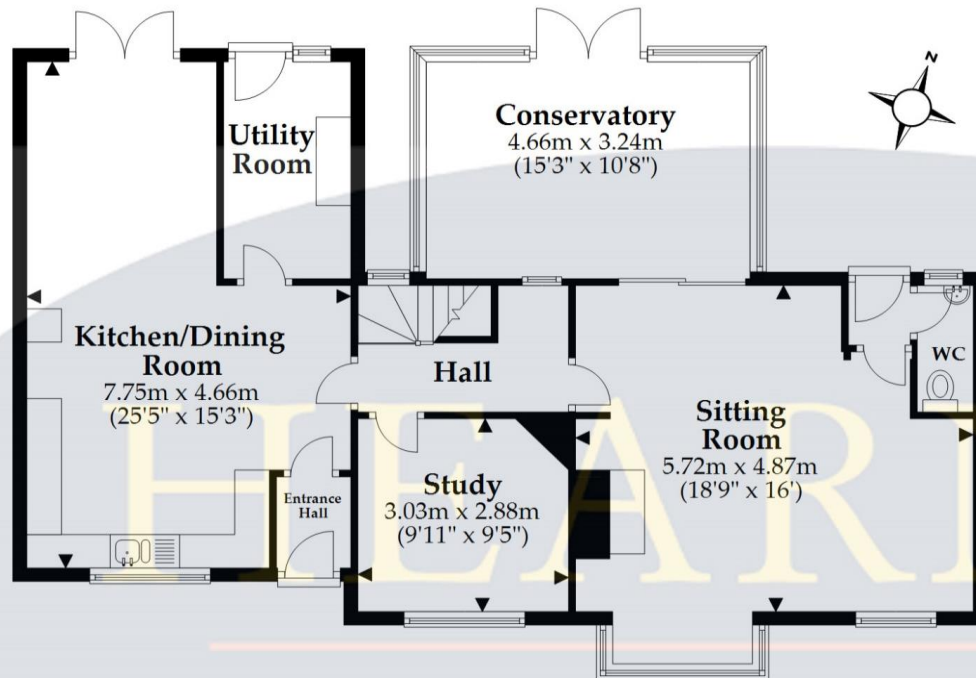 N
Conservatory
4.66m x 3.24m
(15'3" x 10'8")
Utility
Room
Kitchen/Dining
Room
7.75m x 4.66m
(25'5" x 15'3")
Hall
WC
Sitting
Room
5.72m x 4.87m
(18'9" x 16')
Study
3.03m x 2.88m
(9'11" x 9'5")
Entrance
Hall
HEARD